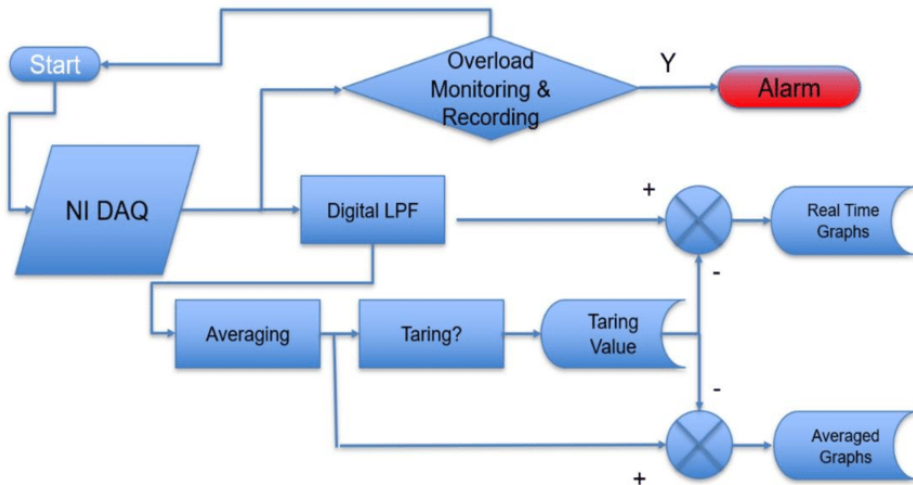 Start
Overload
Monitoring &
Recording
Y
Alarm
NI DAQ
Digital LPF
+
Real Time
Graphs
-
Averaging
Taring?
Taring
Value
-
+
Averaged
Graphs